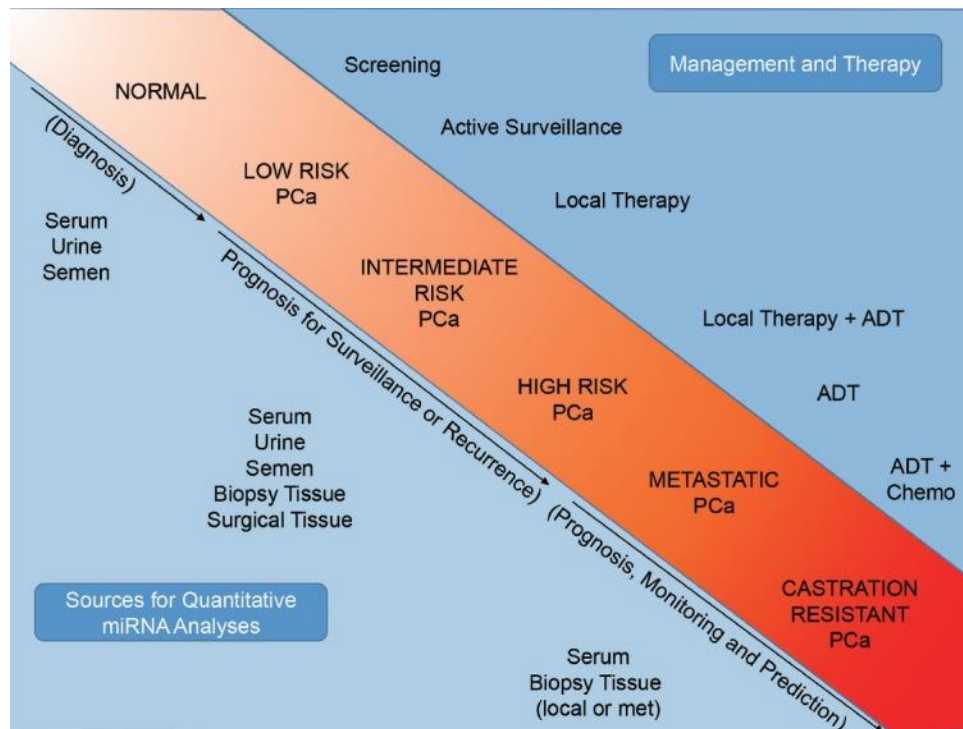 Management and Therapy
Screening
Active Surveillance
Local Therapy
Local Therapy + ADT
ADT
ADT +
Chemo
NORMAL
LOW RISK
PCa
INTERMEDIATE
RISK
PCa
HIGH RISK
PCa
METASTATIC
PCa
CASTRATION
RESISTANT
PCa
(Diagnosis)
Prognosis for Surveillance or Recurrence)
(Prognosis, Monitoring and Prediction)
Serum
Urine
Semen
Serum
Urine
Semen
Biopsy Tissue
Surgical Tissue
Serum
Biopsy Tissue
(local or met)
Sources for Quantitative
miRNA Analyses